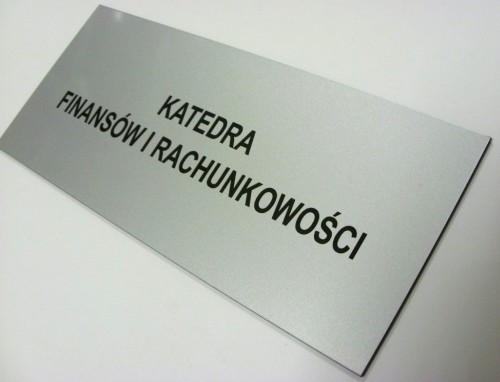 KATEDRA
FINANSÓW I RACHUNKOWOŚCI